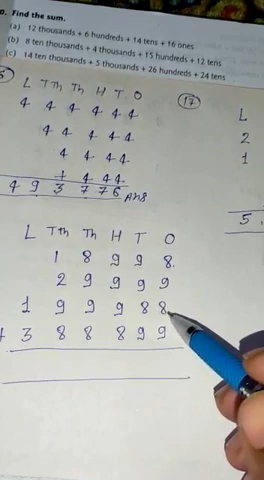 0. Find the sum.
(a) 12 thousands + 6 hundreds + 14 tens + 16 ones
(b) 8 ten thousands + 4 thousands + 15 hundreds + 12 tens
(c) 14 ten thousands + 5 thousands + 26 hundreds + 24 tens
L T Th Th H T O
4 4 4 4 4 4
4 4 4 4 4
4 4 4 4
+ 4 4 4
4 9 3 7 7 6 Ans
17
L
2
1
5
L TTh Th H T O
1 8 9 9 8.
2 9 9 9 9
1 9 9 9 8 8
+ 3 8 8 8 9 9